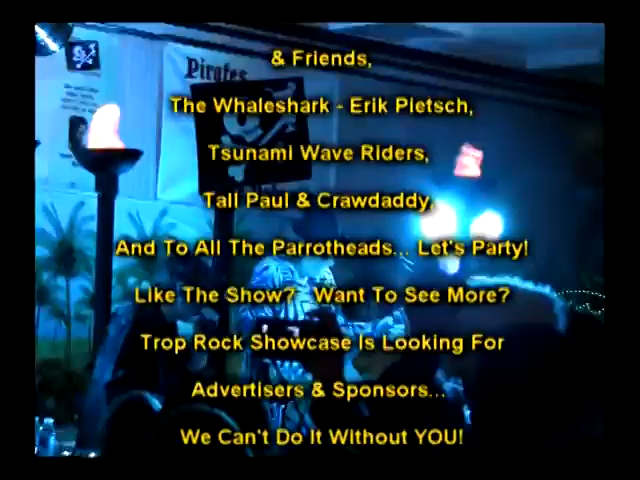 Pirates
& Friends,
The Whaleshark - Erik Pietsch,
Tsunami Wave Riders,
Tall Paul & Crawdaddy,
And To All The Parrotheads... Let's Party!
Like The Show? Want To See More?
Trop Rock Showcase Is Looking For
Advertisers & Sponsors...
We Can't Do It Without YOU!